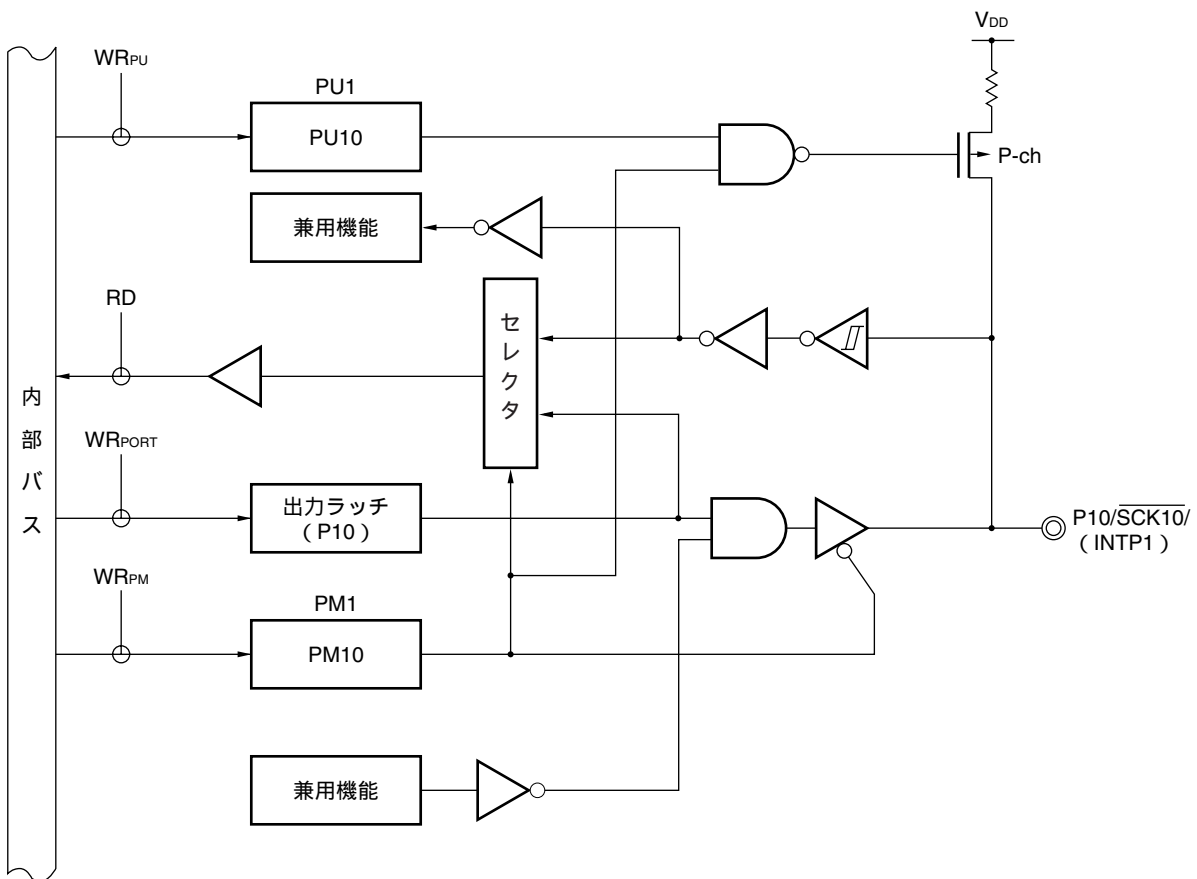 VDD
WRPU
PU1
PU10
P-ch
兼用機能
RD
セレクタ
内部バス
WRPORT
出力ラッチ
（P10）
P10/SCK10/
（INTP1）
WRPM
PM1
PM10
兼用機能